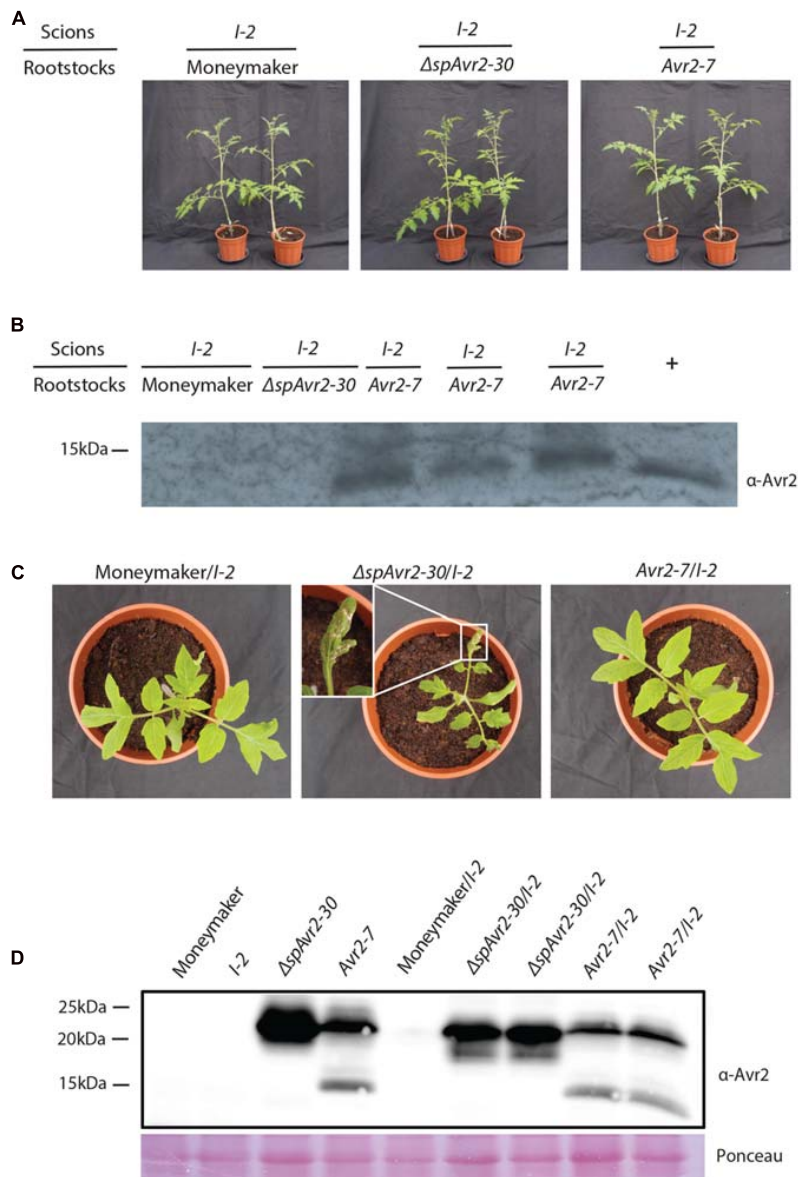 A
Scions I-2 I-2 I-2
Rootstocks Moneymaker ΔspAvr2-30 Avr2-7
B
Scions I-2 I-2 I-2 I-2 I-2 +
Rootstocks Moneymaker ΔspAvr2-30 Avr2-7 Avr2-7 Avr2-7
15kDa
α-Avr2
C
Moneymaker/I-2 ΔspAvr2-30/I-2 Avr2-7/I-2
Moneymaker I-2 ΔspAvr2-30 Avr2-7 Moneymaker/I-2 ΔspAvr2-30/I-2 ΔspAvr2-30/I-2 Avr2-7/I-2 Avr2-7/I-2
D
25kDa
20kDa
15kDa
α-Avr2
Ponceau